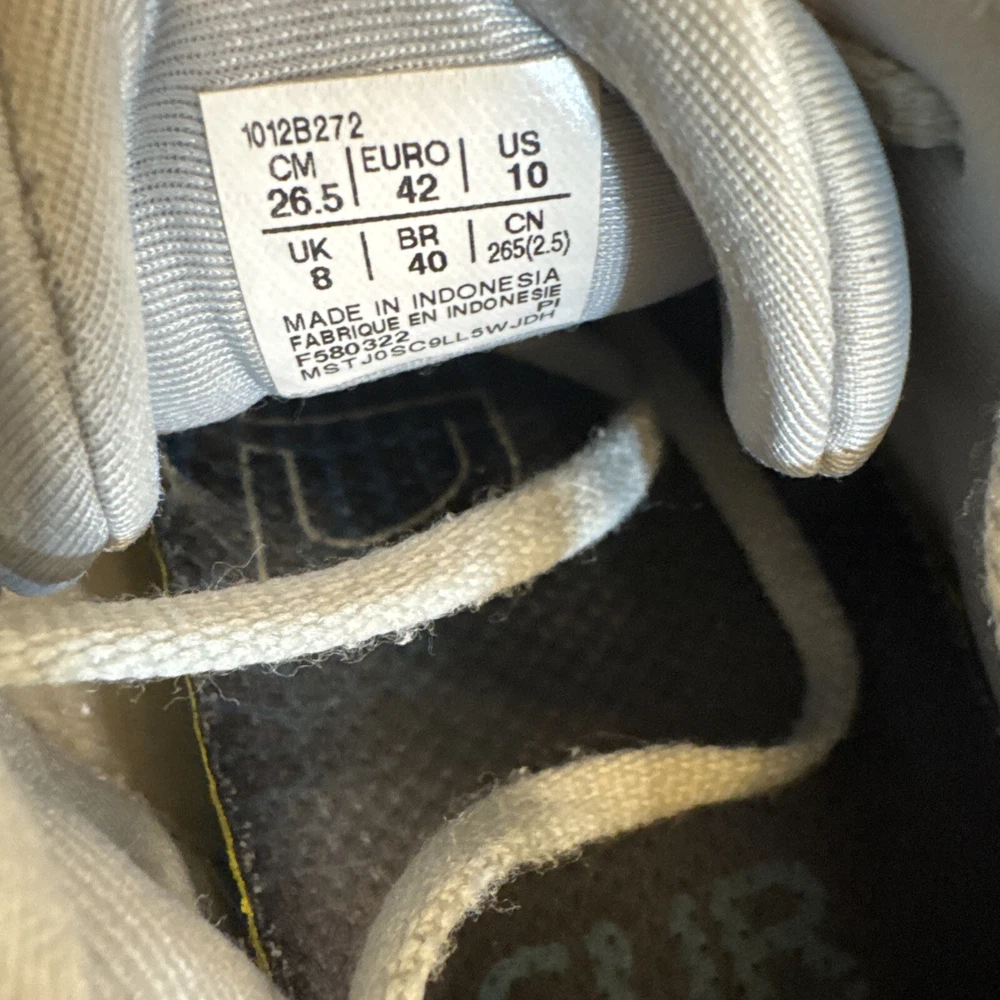 1012B272
CM | EURO | US
26.5 | 42 | 10
UK | BR | CN
8 | 40 | 265(2.5)
MADE IN INDONESIA
FABRIQUE EN INDONESIE
F580322 PI
MSTJ0SC9LL5WJDH